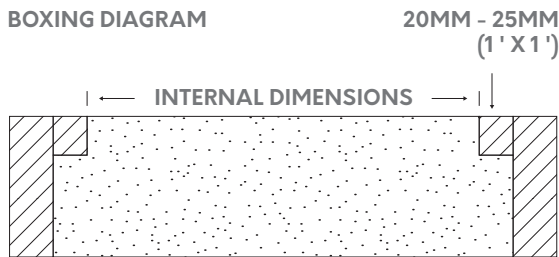 BOXING DIAGRAM
20MM - 25MM
(1 ' X 1 ')
INTERNAL DIMENSIONS